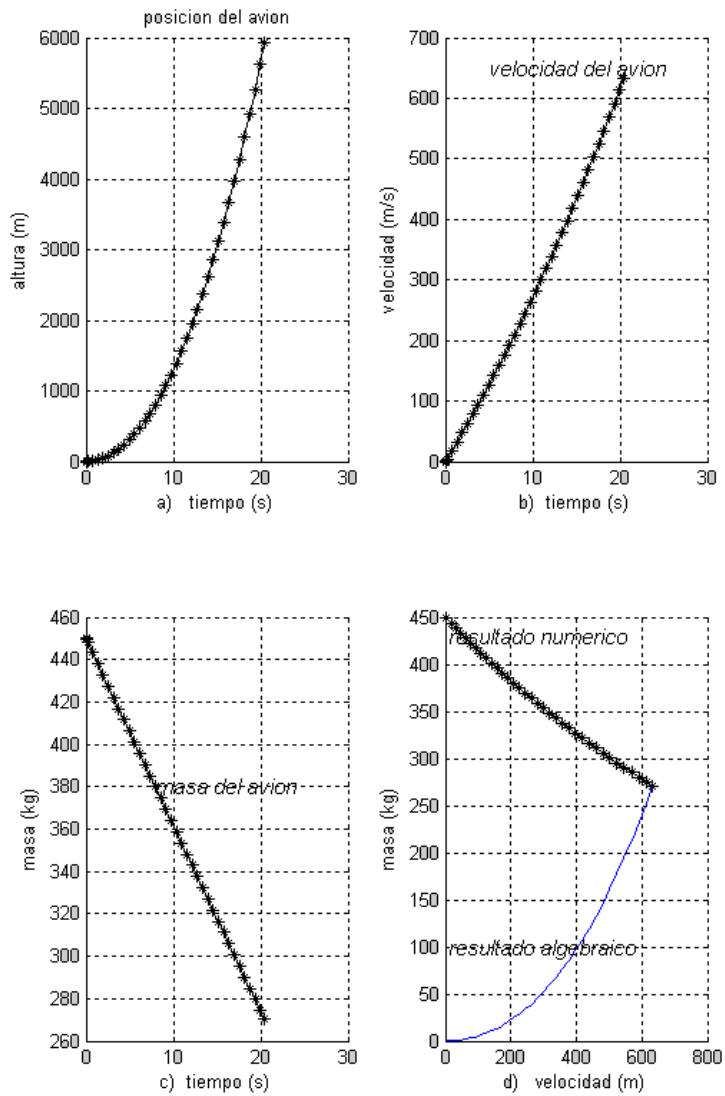 posicion del avion
6000
5000
4000
3000
2000
1000
0
altura (m)
0 10 20 30
a) tiempo (s)
velocidad del avion
700
600
500
400
300
200
100
0
velocidad (m/s)
0 10 20 30
b) tiempo (s)
460
440
420
400
380
360
340
320
300
280
260
masa (kg)
masa del avion
0 10 20 30
c) tiempo (s)
450
400
350
300
250
200
150
100
50
0
masa (kg)
resultado numerico
resultado algebraico
0 200 400 600 800
d) velocidad (m)